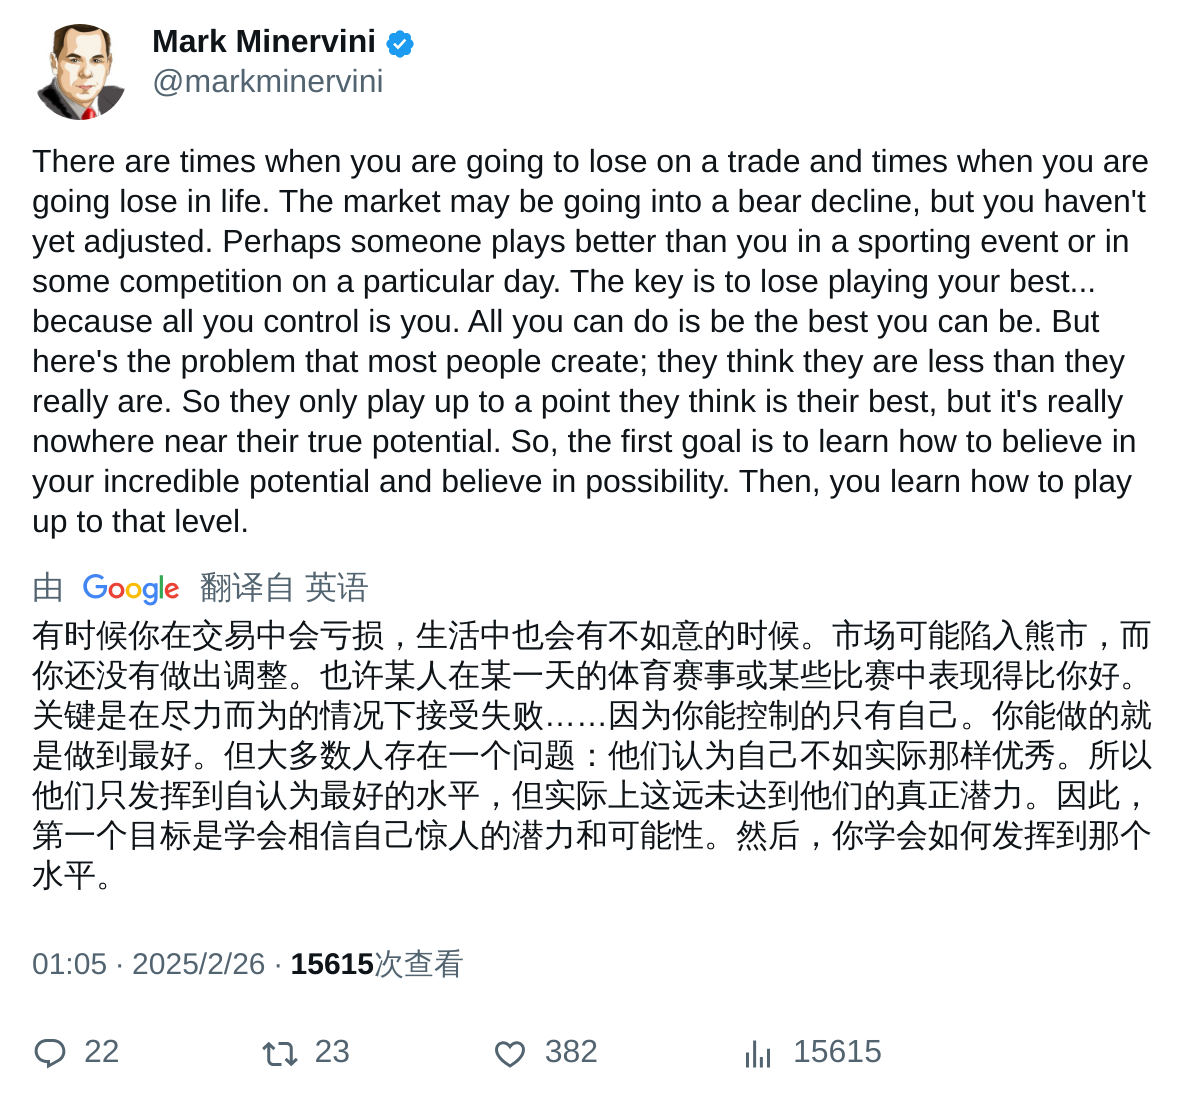 Mark Minervini
@markminervini
There are times when you are going to lose on a trade and times when you are
going lose in life. The market may be going into a bear decline, but you haven't
yet adjusted. Perhaps someone plays better than you in a sporting event or in
some competition on a particular day. The key is to lose playing your best...
because all you control is you. All you can do is be the best you can be. But
here's the problem that most people create; they think they are less than they
really are. So they only play up to a point they think is their best, but it's really
nowhere near their true potential. So, the first goal is to learn how to believe in
your incredible potential and believe in possibility. Then, you learn how to play
up to that level.
由 Google 翻译自 英语
有时候你在交易中会亏损，生活中也会有不如意的时候。市场可能陷入熊市，而
你还没有做出调整。也许某人在某一天的体育赛事或某些比赛中表现得比你好。
关键是在尽力而为的情况下接受失败……因为你能控制的只有自己。你能做的就
是做到最好。但大多数人存在一个问题：他们认为自己不如实际那样优秀。所以
他们只发挥到自认为最好的水平，但实际上这远未达到他们的真正潜力。因此，
第一个目标是学会相信自己惊人的潜力和可能性。然后，你学会如何发挥到那个
水平。
01:05 · 2025/2/26 · 15615次查看
22 23 382 15615